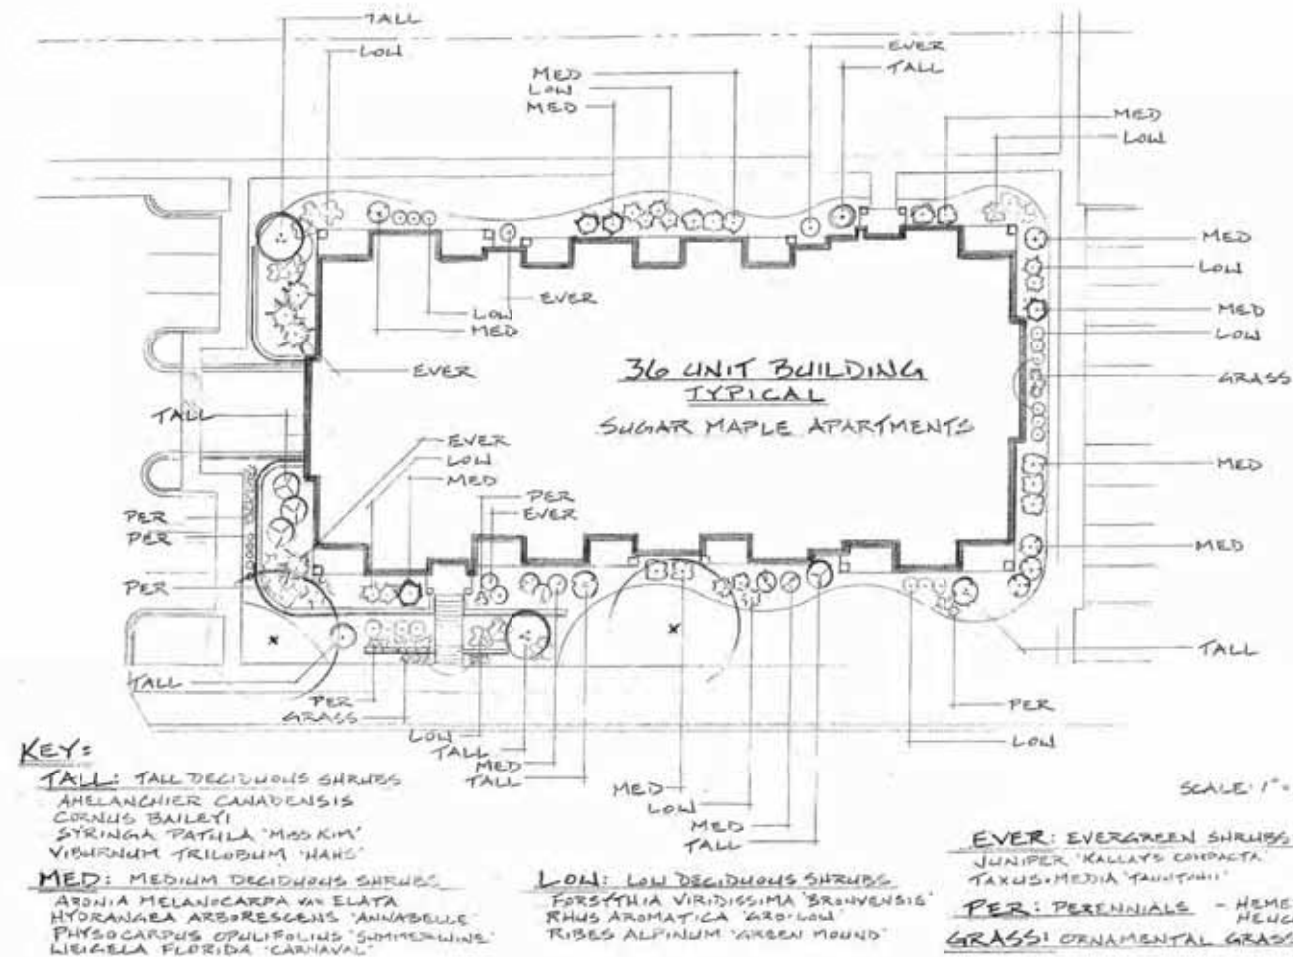 TALL
LOW
EVER
TALL
MED
LOW
MED
MED
LOW
MED
LOW
MED
LOW
GRASS
MED
MED
TALL
EVER
LOW
MED
EVER
36 UNIT BUILDING
TYPICAL
SUGAR MAPLE APARTMENTS
TALL
EVER
LOW
MED
PER
EVER
PER
PER
PER
TALL
PER
GRASS
LOW
TALL
MED
TALL
MED
LOW
MED
TALL
PER
LOW
KEY:
TALL: TALL DECIDUOUS SHRUBS
AMELANCHIER CANADENSIS
CORNUS BAILEYI
SYRINGA PATULA 'MISS KIM'
VIBURNUM TRILOBUM 'HAHS'
MED: MEDIUM DECIDUOUS SHRUBS
ARONIA MELANOCARPA VAR ELATA
HYDRANGEA ARBORESCENS 'ANNABELLE'
PHYSOCARPUS OPULIFOLIUS 'SUMMERWINE'
WEIGELA FLORIDA 'CARNAVAL'
LOW: LOW DECIDUOUS SHRUBS
FORSYTHIA VIRIDISSIMA 'BRONVENSIS'
RHUS AROMATICA 'GRO-LOW'
RIBES ALPINUM 'GREEN MOUND'
SCALE: 1"=
EVER: EVERGREEN SHRUBS
JUNIPER 'KALLAYS COMPACTA'
TAXUS MEDIA 'TAUNTONII'
PER: PERENNIALS - HEME
HEUC
GRASS: ORNAMENTAL GRASS